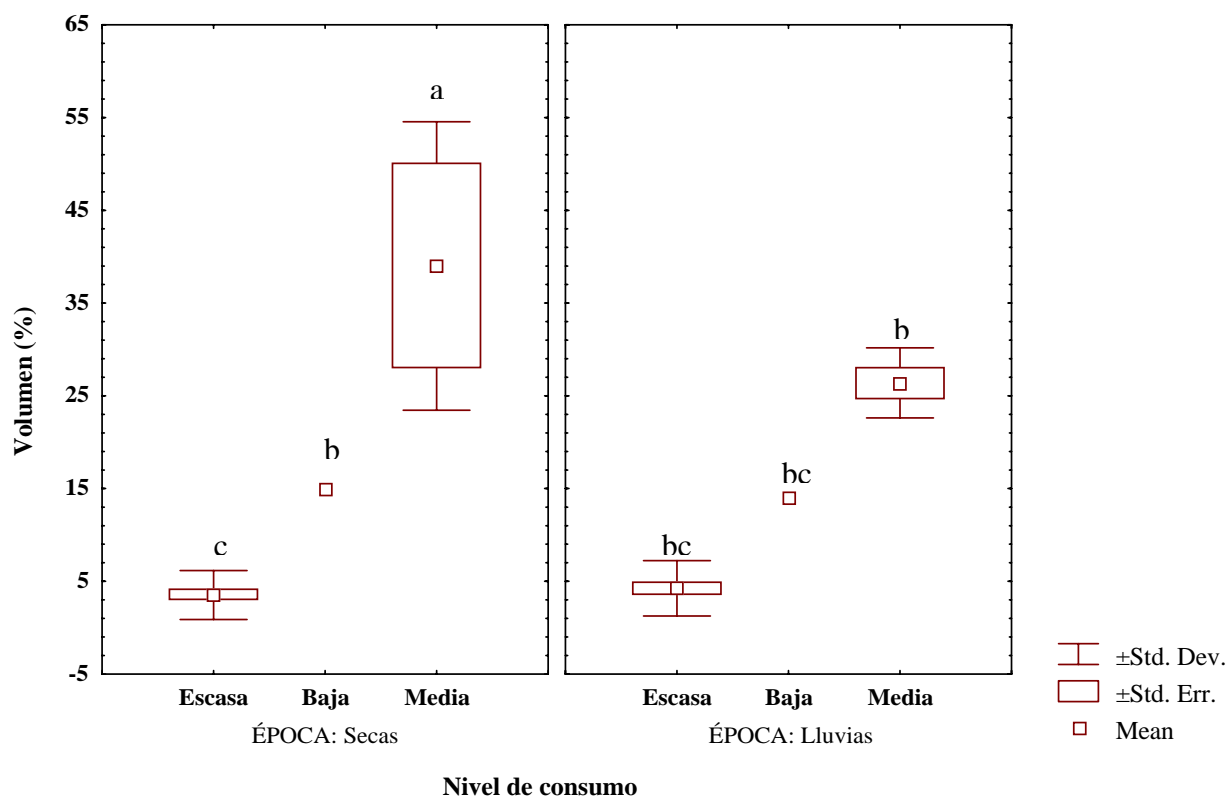 65
55
45
35
25
15
5
-5
Volumen (%)
a
b
c
b
bc
bc
Escasa Baja Media
ÉPOCA: Secas
Escasa Baja Media
ÉPOCA: Lluvias
Nivel de consumo
±Std. Dev.
±Std. Err.
Mean